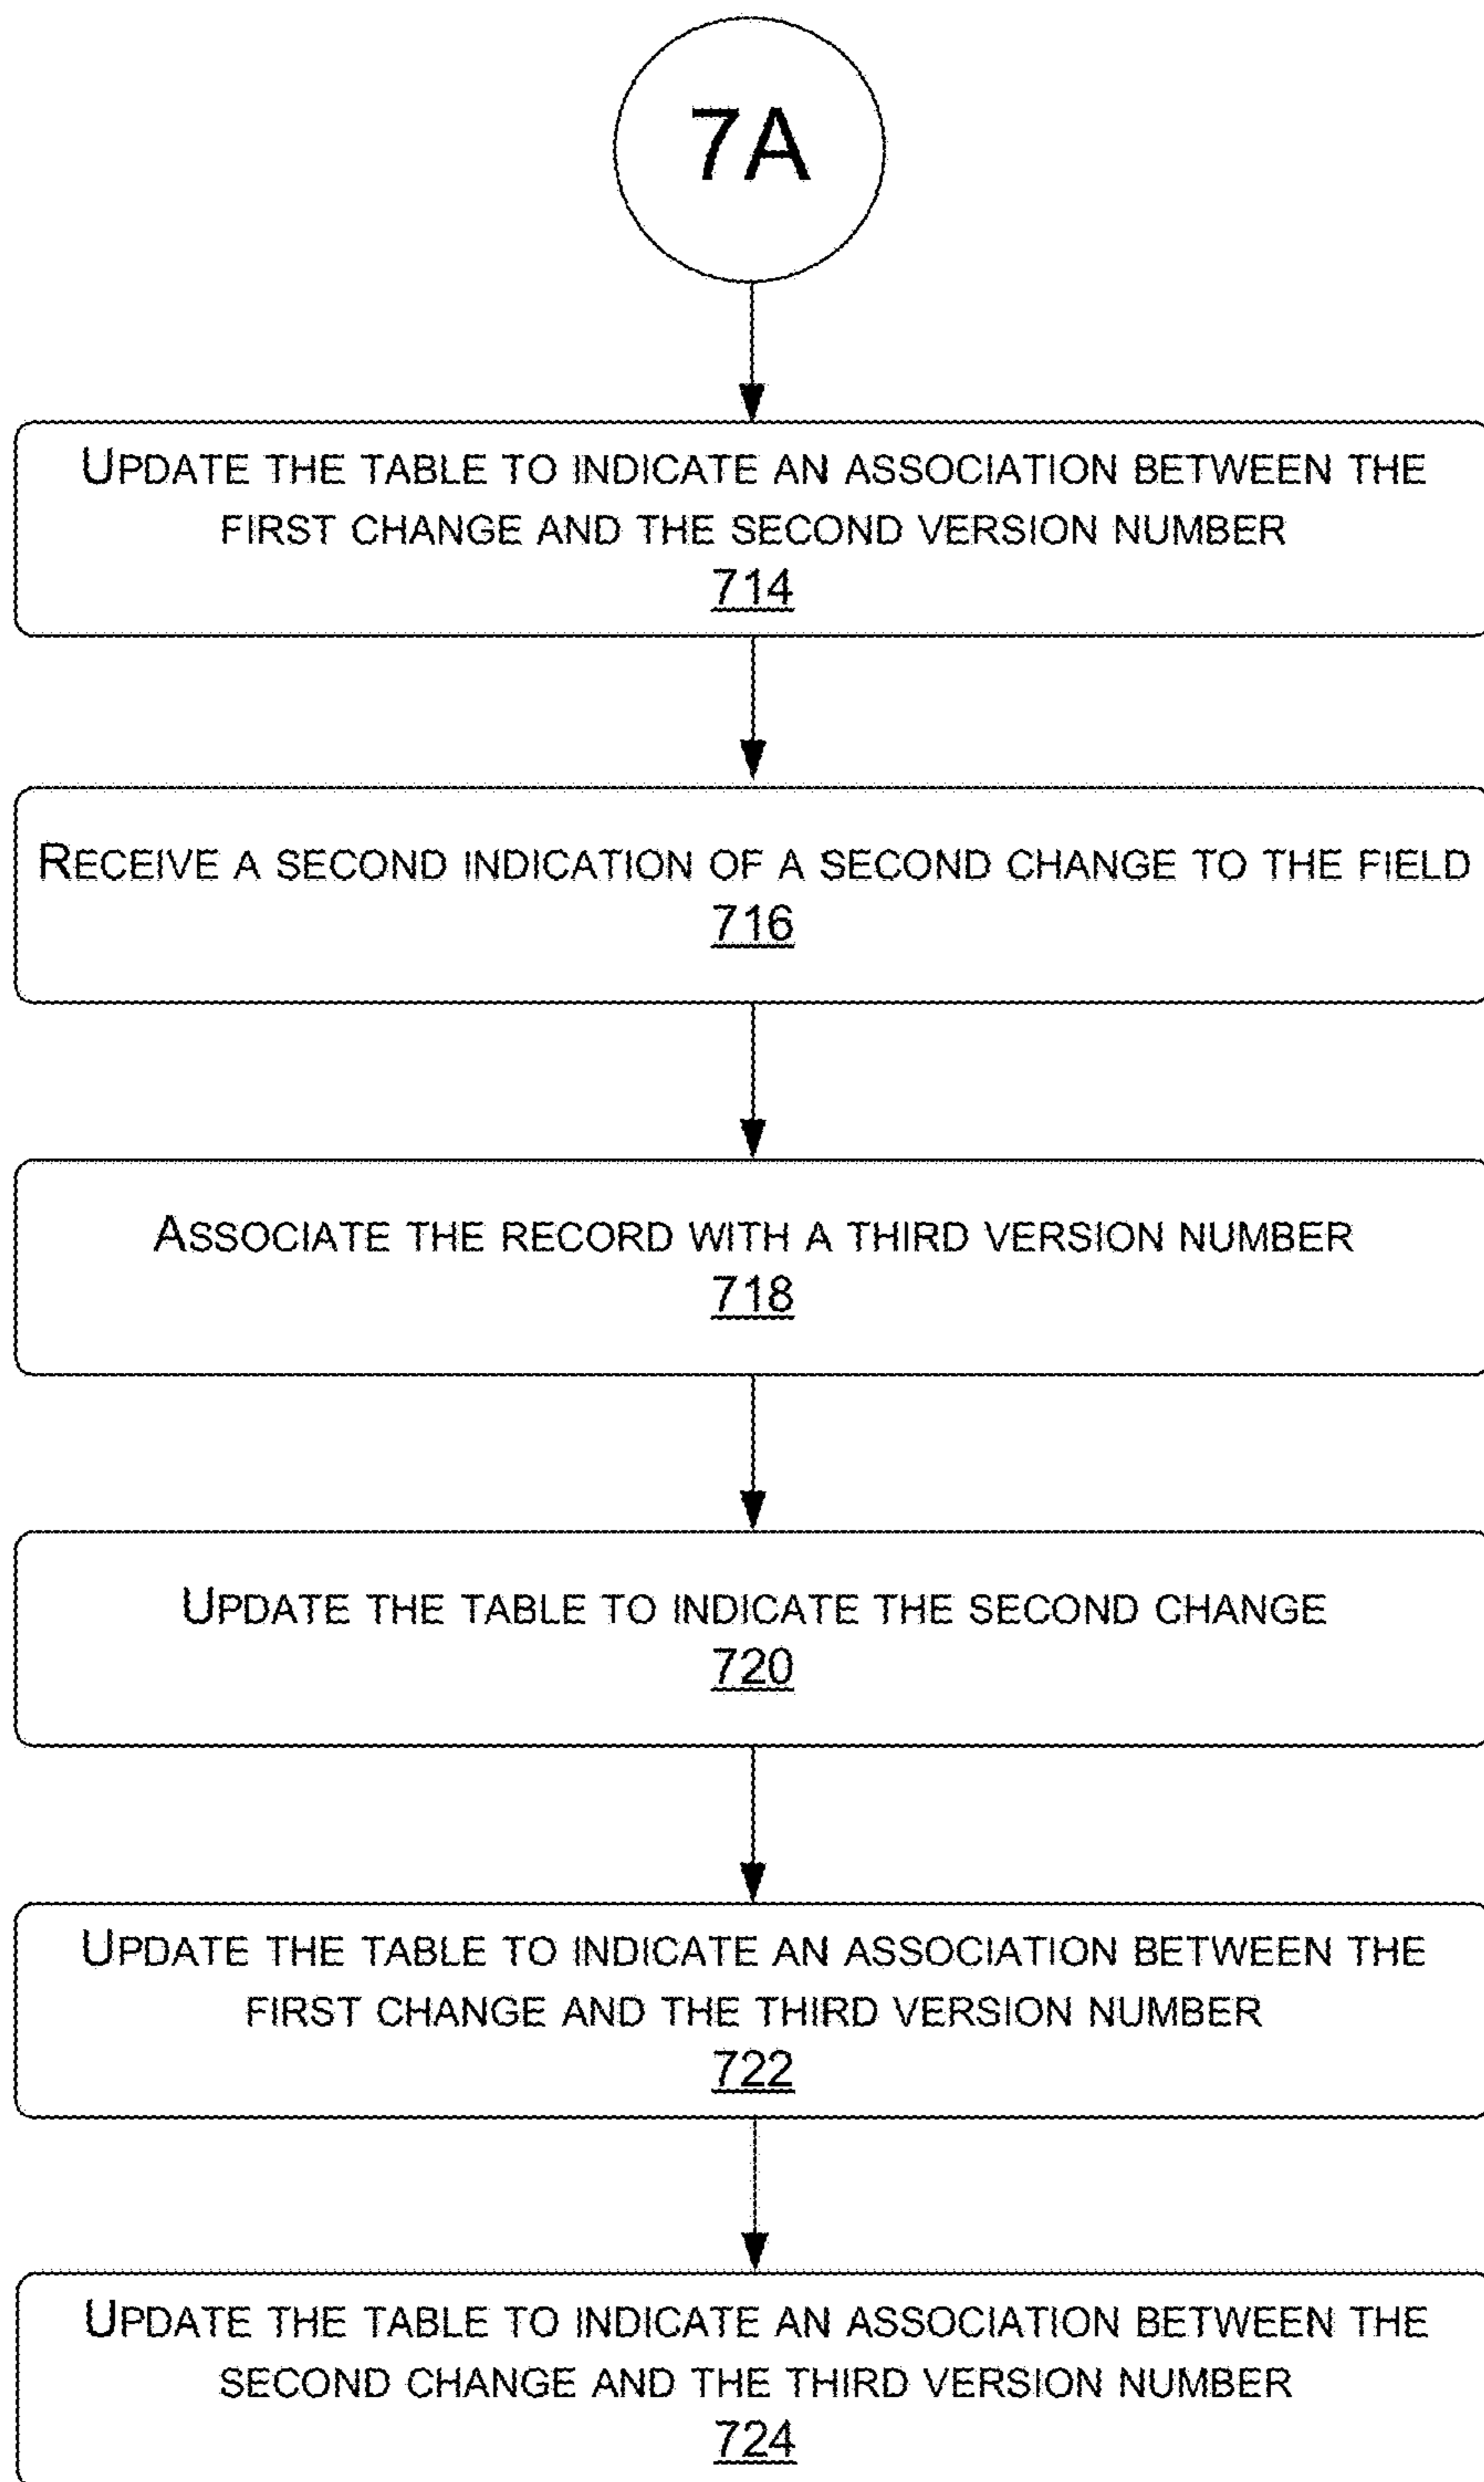 7A
UPDATE THE TABLE TO INDICATE AN ASSOCIATION BETWEEN THE
FIRST CHANGE AND THE SECOND VERSION NUMBER
714
RECEIVE A SECOND INDICATION OF A SECOND CHANGE TO THE FIELD
716
ASSOCIATE THE RECORD WITH A THIRD VERSION NUMBER
718
UPDATE THE TABLE TO INDICATE THE SECOND CHANGE
720
UPDATE THE TABLE TO INDICATE AN ASSOCIATION BETWEEN THE
FIRST CHANGE AND THE THIRD VERSION NUMBER
722
UPDATE THE TABLE TO INDICATE AN ASSOCIATION BETWEEN THE
SECOND CHANGE AND THE THIRD VERSION NUMBER
724